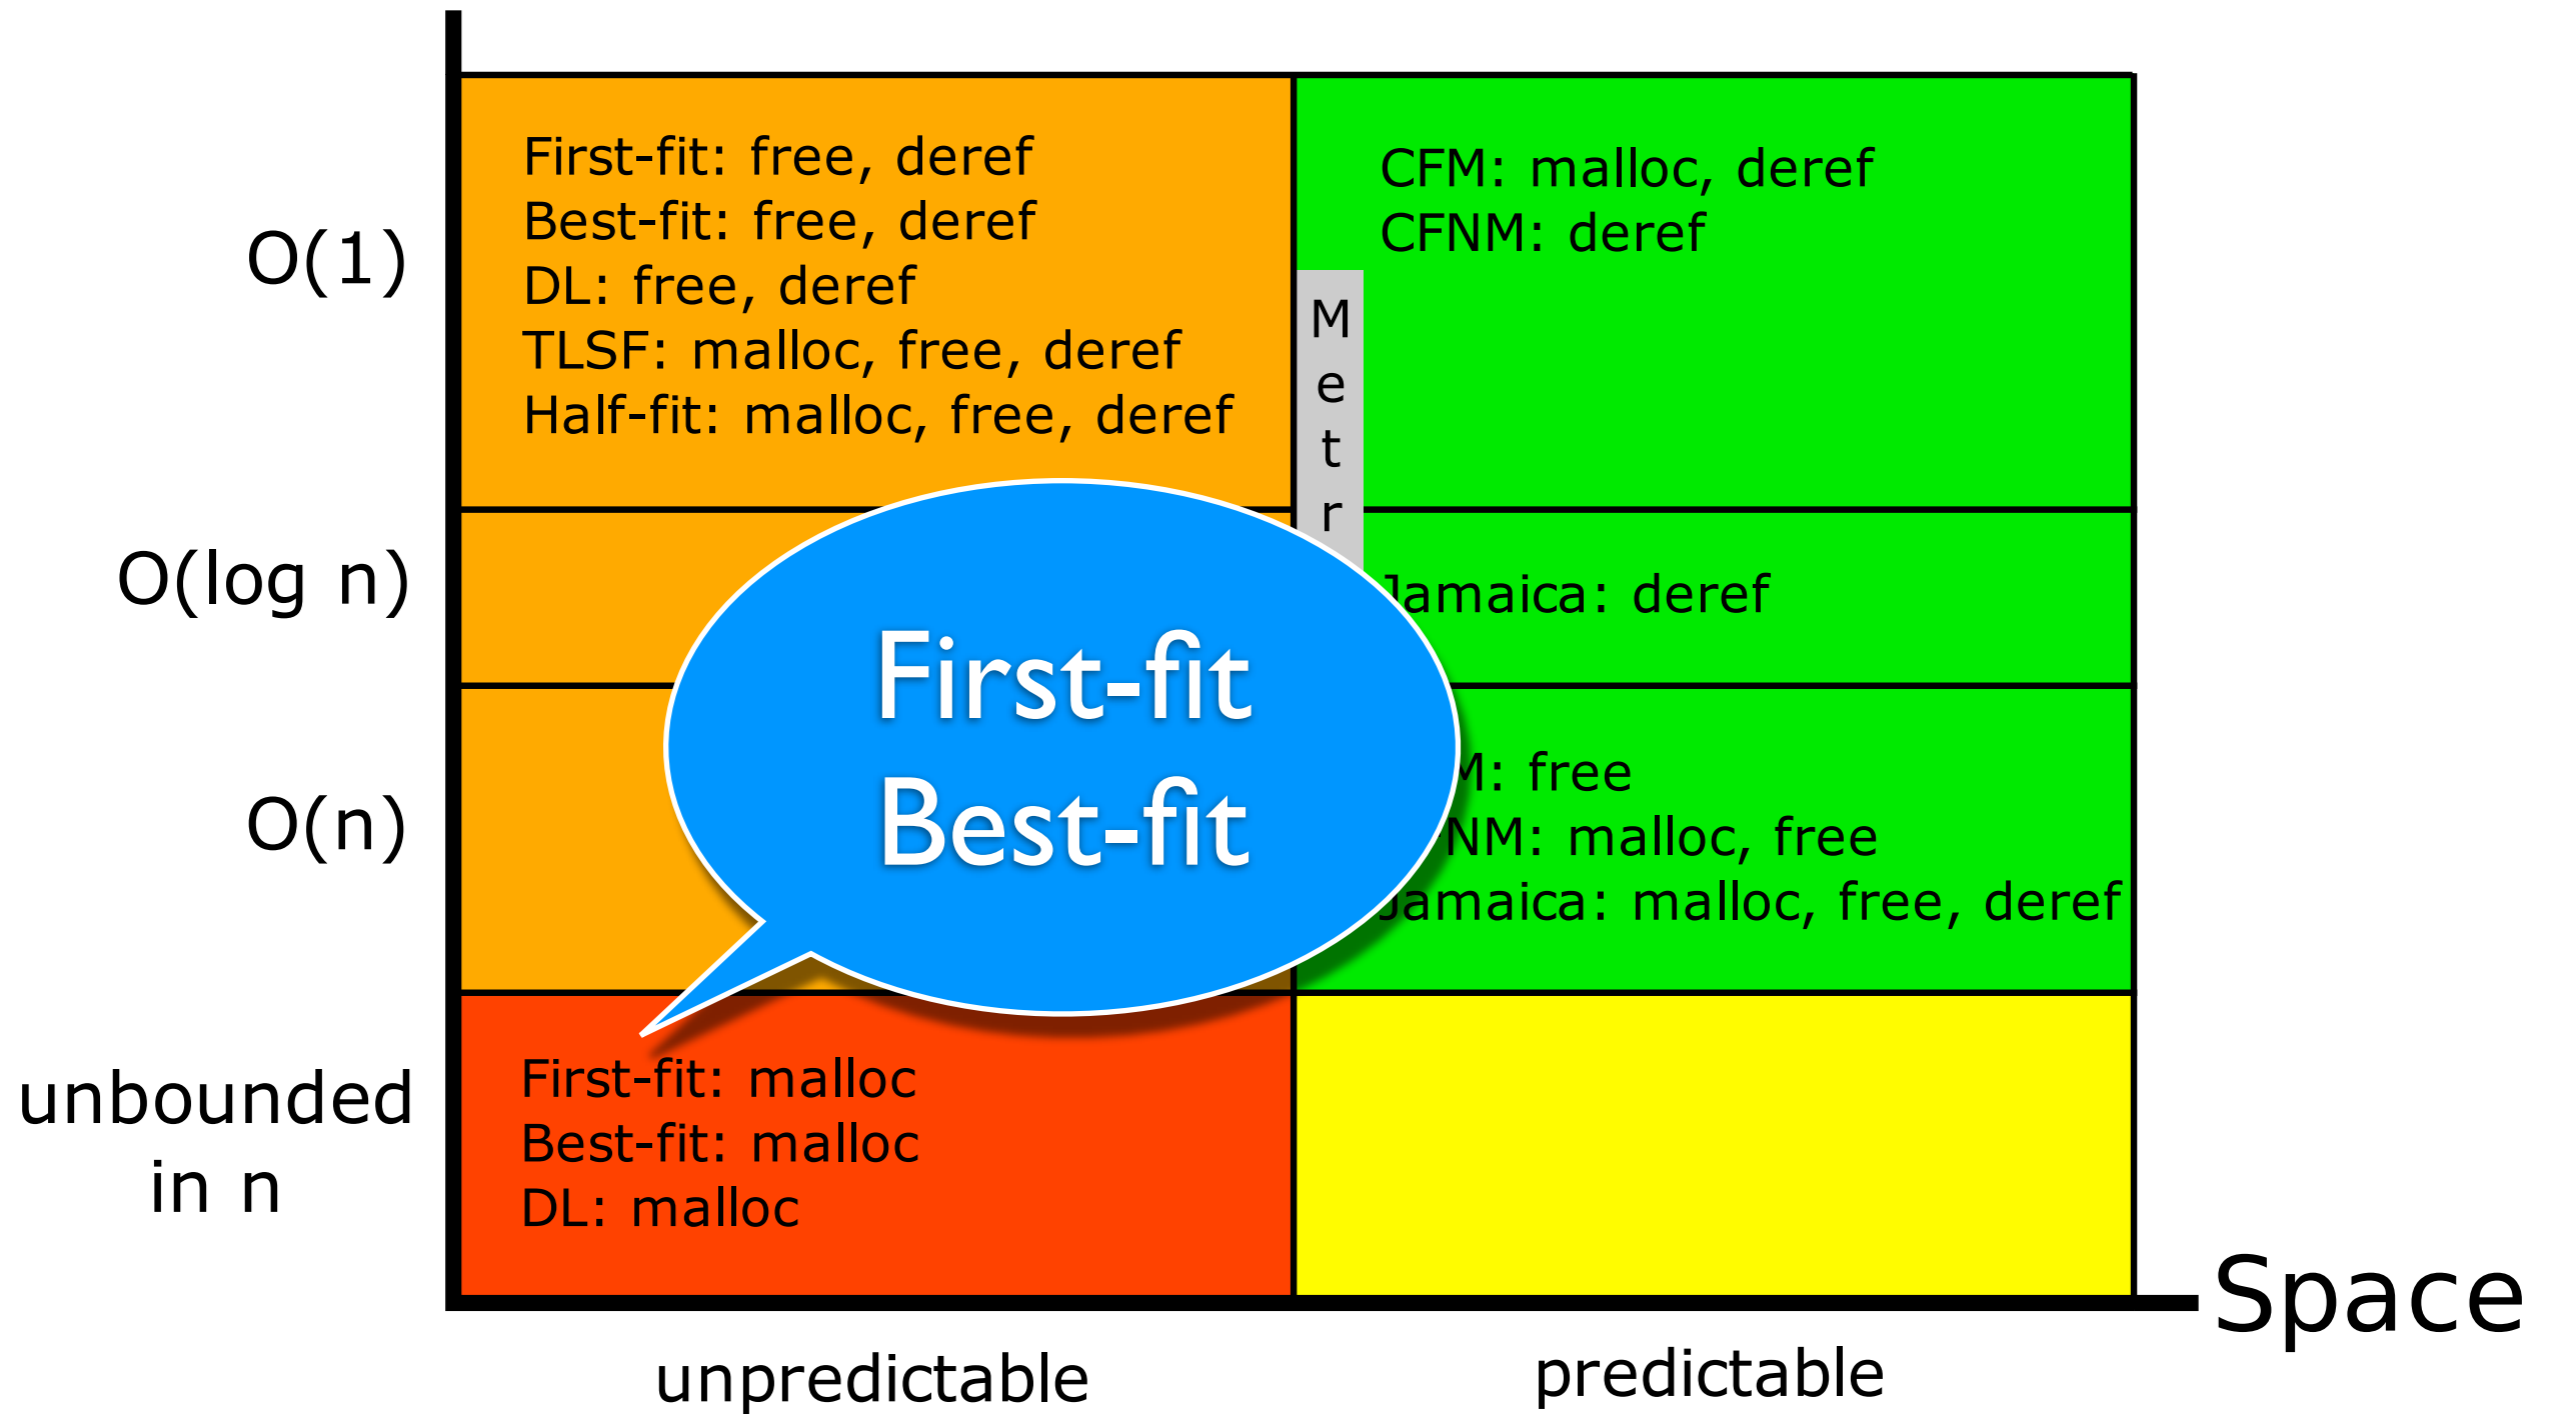 O(1)
First-fit: free, deref
Best-fit: free, deref
DL: free, deref
TLSF: malloc, free, deref
Half-fit: malloc, free, deref
CFM: malloc, deref
CFNM: deref
M
e
t
r
O(log n)
Jamaica: deref
First-fit
Best-fit
O(n)
M: free
NM: malloc, free
Jamaica: malloc, free, deref
unbounded
in n
First-fit: malloc
Best-fit: malloc
DL: malloc
Space
unpredictable
predictable